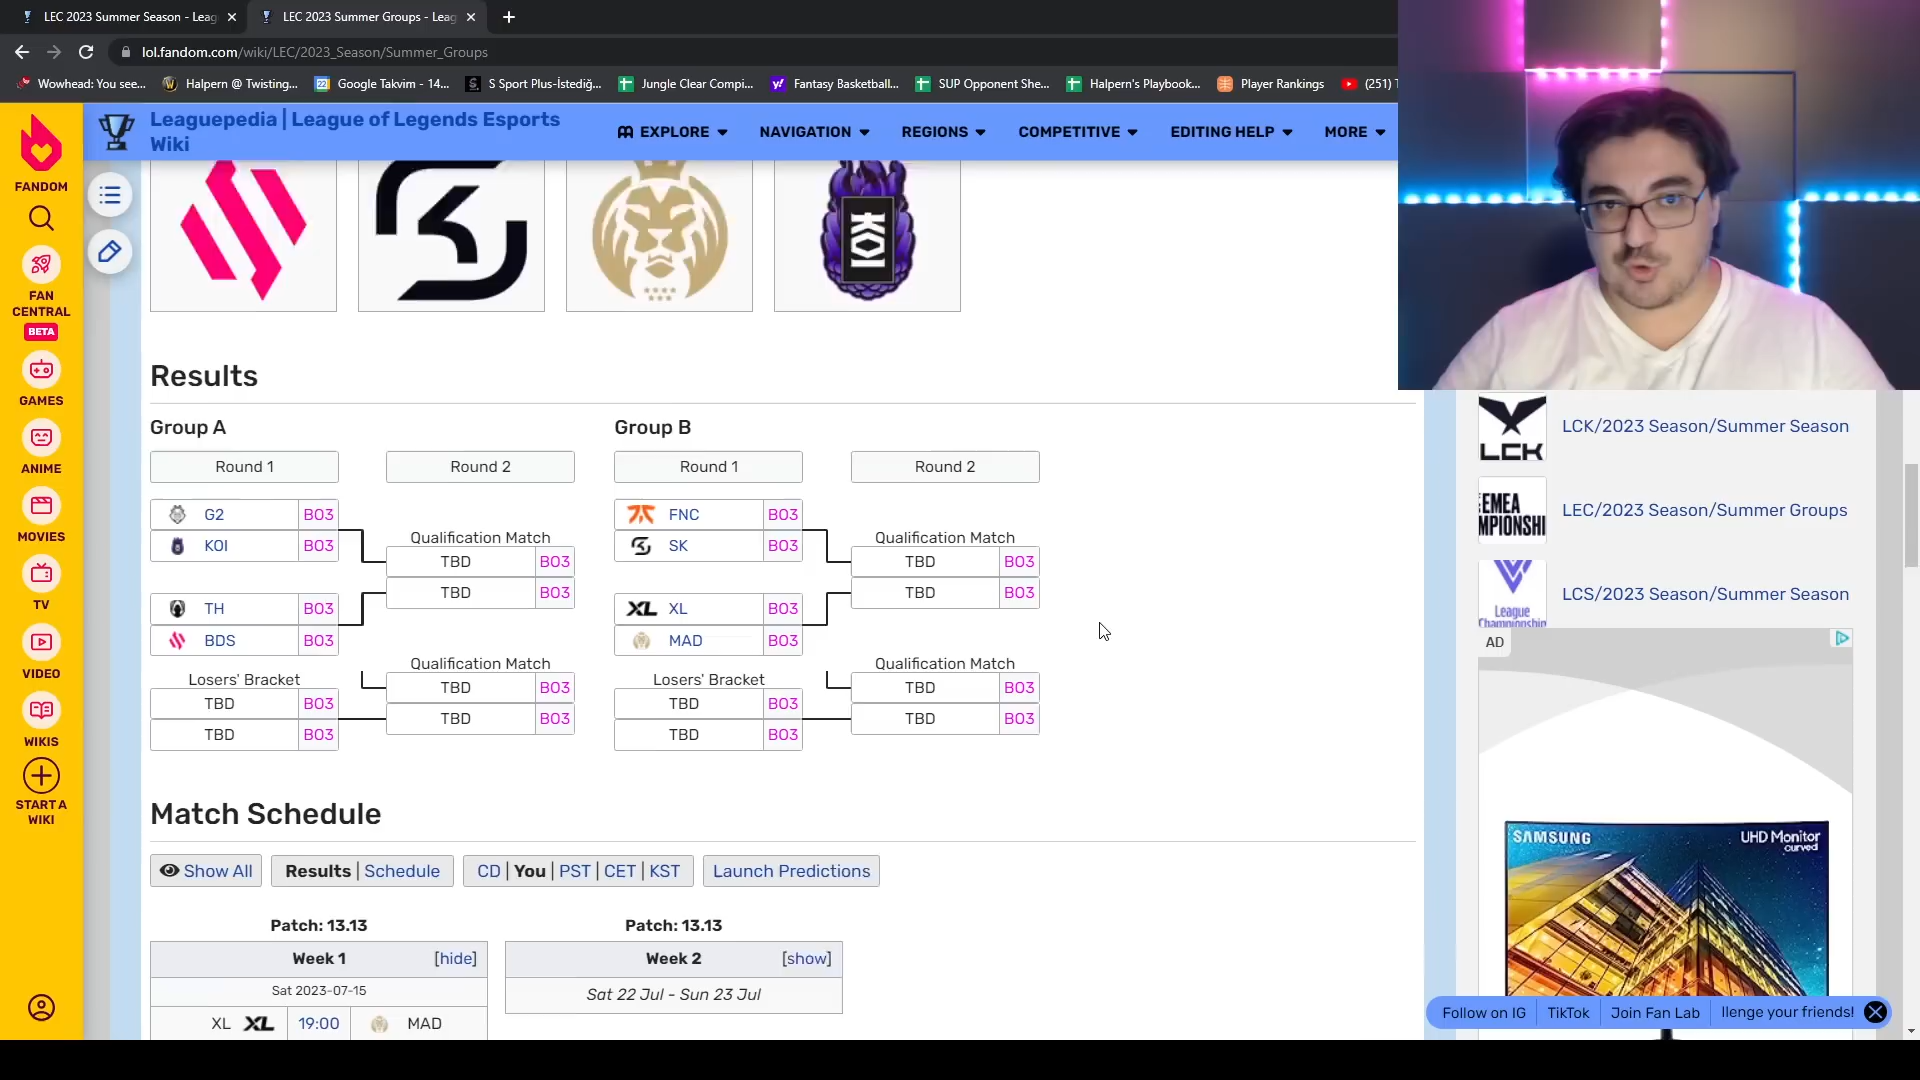 LEC 2023 Summer Season - Leag
LEC 2023 Summer Groups - Leag
lol.fandom.com/wiki/LEC/2023_Season/Summer_Groups
Wowhead: You see...
Halpern @ Twisting...
22
Google Takvim - 14...
S
S Sport Plus-İstediğ...
Jungle Clear Compi...
y!
Fantasy Basketball...
SUP Opponent She...
Halpern's Playbook...
Player Rankings
(251)
Leaguepedia | League of Legends Esports
Wiki
EXPLORE
NAVIGATION
REGIONS
COMPETITIVE
EDITING HELP
MORE
FANDOM
FAN
CENTRAL
BETA
GAMES
ANIME
MOVIES
TV
VIDEO
WIKIS
START A
WIKI
KOI
Results
Group A
Group B
Round 1
Round 2
Round 1
Round 2
G2 BO3
KOI BO3
TH BO3
BDS BO3
Qualification Match
TBD BO3
TBD BO3
Losers' Bracket
TBD BO3
TBD BO3
Qualification Match
TBD BO3
TBD BO3
FNC BO3
SK BO3
XL XL BO3
MAD BO3
Qualification Match
TBD BO3
TBD BO3
Losers' Bracket
TBD BO3
TBD BO3
Qualification Match
TBD BO3
TBD BO3
Match Schedule
Show All
Results | Schedule
CD | You | PST | CET | KST
Launch Predictions
Patch: 13.13
Week 1 [hide]
Sat 2023-07-15
XL XL 19:00 MAD
Patch: 13.13
Week 2 [show]
Sat 22 Jul - Sun 23 Jul
LCK
LCK/2023 Season/Summer Season
EMEA
MPIONSHI
LEC/2023 Season/Summer Groups
League
Championship
LCS/2023 Season/Summer Season
AD
SAMSUNG
UHD Monitor
curved
Follow on IG
TikTok
Join Fan Lab
llenge your friends!